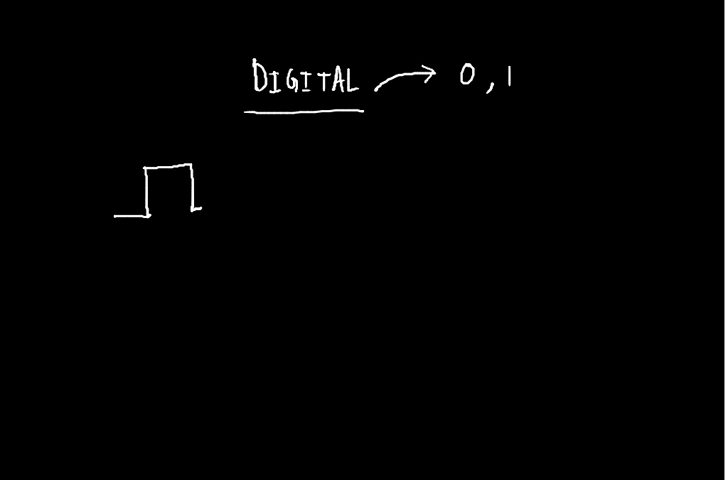 DIGITAL → 0, 1